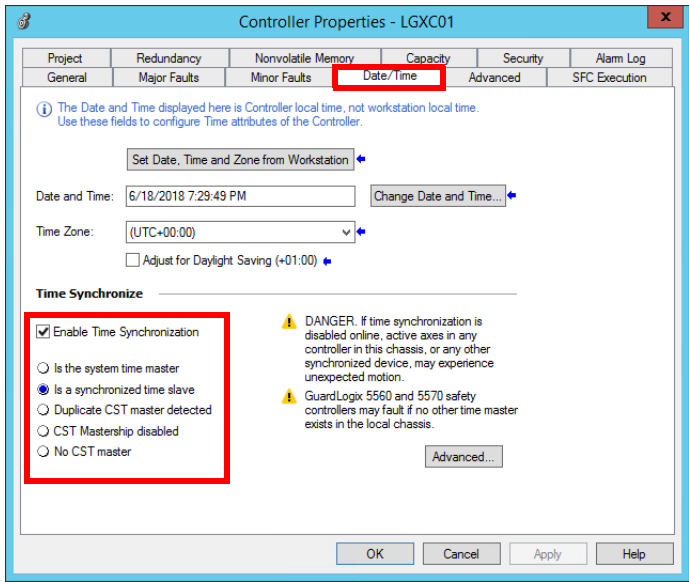 Controller Properties - LGXC01
x
Project Redundancy Nonvolatile Memory Capacity Security Alarm Log
General Major Faults Minor Faults Date/Time Advanced SFC Execution
The Date and Time displayed here is Controller local time, not workstation local time.
Use these fields to configure Time attributes of the Controller.
Set Date, Time and Zone from Workstation
Date and Time: 6/18/2018 7:29:49 PM Change Date and Time...
Time Zone: (UTC+00:00)
Adjust for Daylight Saving (+01:00)
Time Synchronize
Enable Time Synchronization
Is the system time master
Is a synchronized time slave
Duplicate CST master detected
CST Mastership disabled
No CST master
DANGER. If time synchronization is
disabled online, active axes in any
controller in this chassis, or any other
synchronized device, may experience
unexpected motion.
GuardLogix 5560 and 5570 safety
controllers may fault if no other time master
exists in the local chassis.
Advanced...
OK Cancel Apply Help